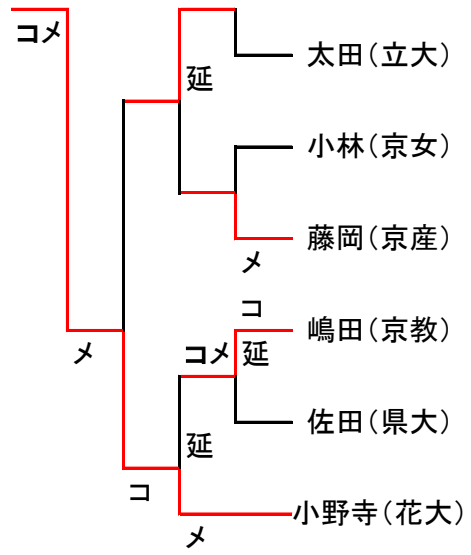 コメ
太田（立大）
延
小林（京女）
藤岡（京産）
メ
コ
嶋田（京教）
メ
コメ
延
佐田（県大）
延
コ
小野寺（花大）
メ